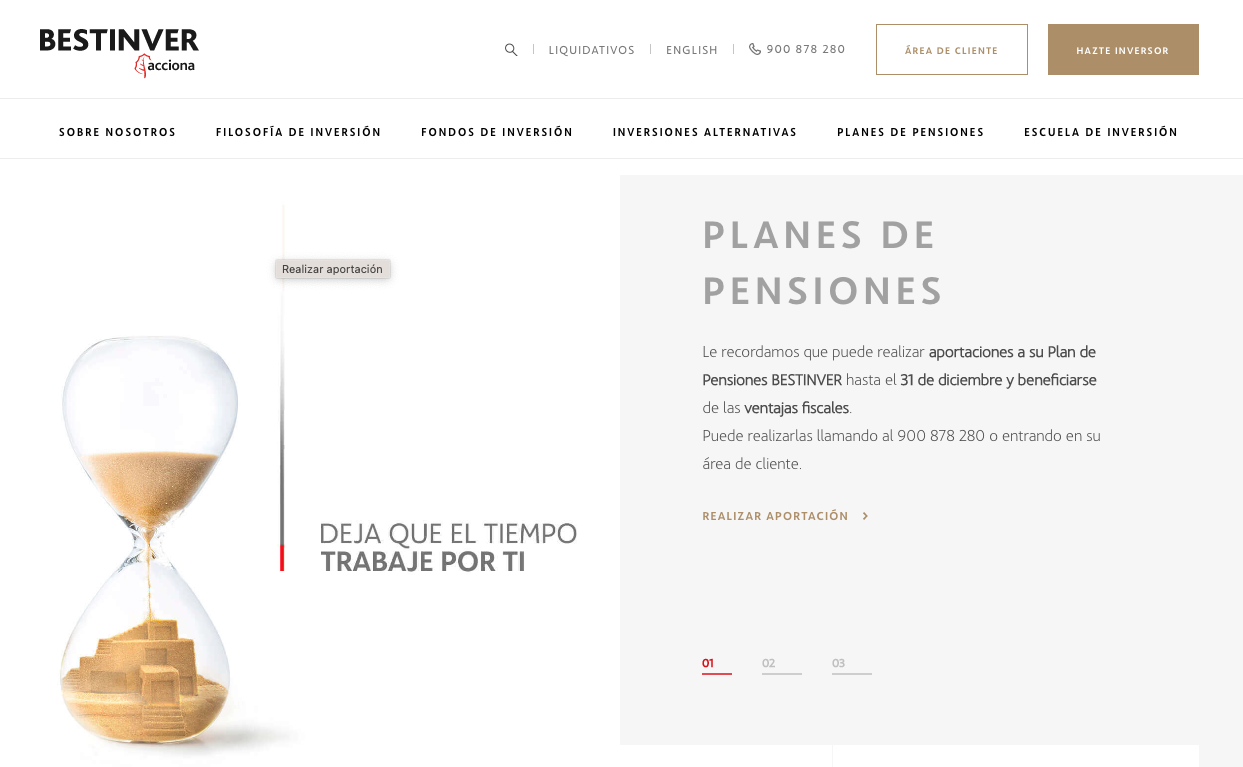 BESTINVER
acciona
LIQUIDATIVOS
ENGLISH
900 878 280
ÁREA DE CLIENTE
HAZTE INVERSOR
SOBRE NOSOTROS
FILOSOFÍA DE INVERSIÓN
FONDOS DE INVERSIÓN
INVERSIONES ALTERNATIVAS
PLANES DE PENSIONES
ESCUELA DE INVERSIÓN
Realizar aportación
DEJA QUE EL TIEMPO
TRABAJE POR TI
PLANES DE
PENSIONES
Le recordamos que puede realizar aportaciones a su Plan de
Pensiones BESTINVER hasta el 31 de diciembre y beneficiarse
de las ventajas fiscales.
Puede realizarlas llamando al 900 878 280 o entrando en su
área de cliente.
REALIZAR APORTACIÓN
01
02
03